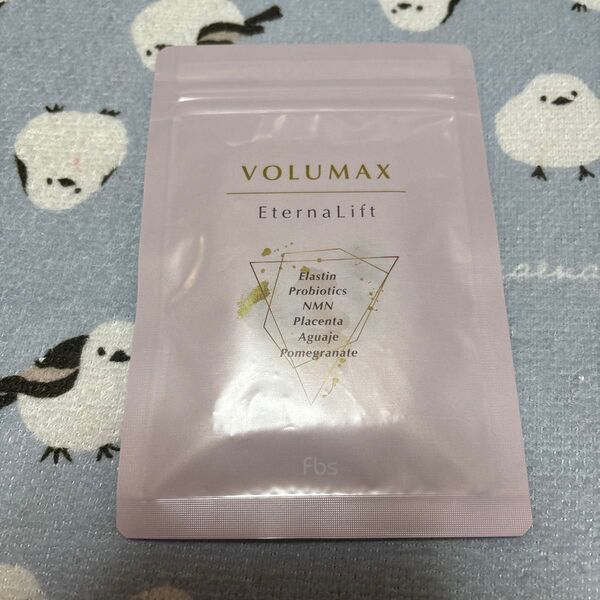 VOLUMAX
EternaLift
Elastin
Probiotics
NMN
Placenta
Aguaje
Pomegranate
Fbs